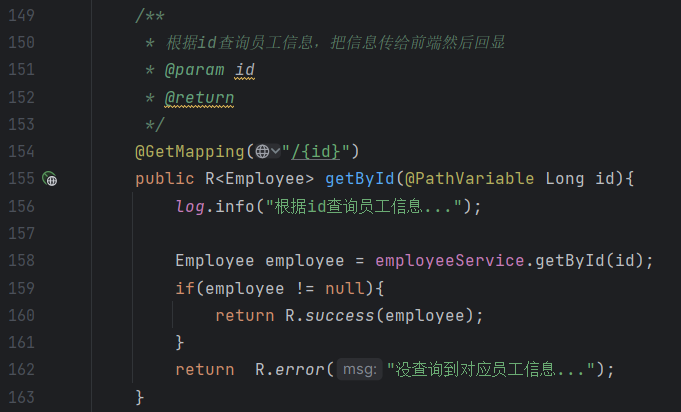 149 /**
150  * 根据id查询员工信息，把信息传给前端然后回显
151  * @param id
152  * @return
153  */
154 @GetMapping("/{id}")
155 public R<Employee> getById(@PathVariable Long id){
156     log.info("根据id查询员工信息...");
157
158     Employee employee = employeeService.getById(id);
159     if(employee != null){
160         return R.success(employee);
161     }
162     return  R.error( msg: "没查询到对应员工信息...");
163 }